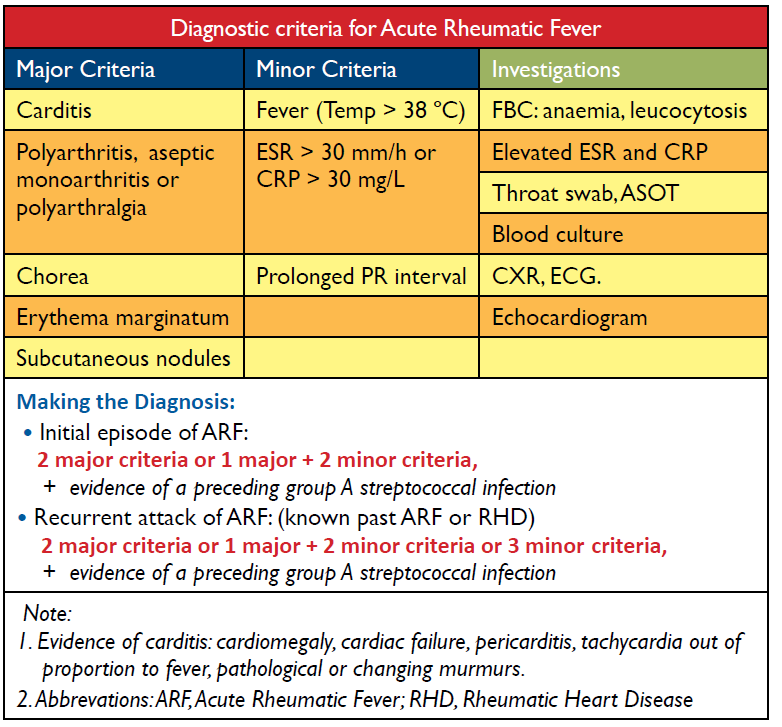 Diagnostic criteria for Acute Rheumatic Fever
Major Criteria Minor Criteria Investigations
Carditis Fever (Temp > 38 ºC) FBC: anaemia, leucocytosis
Polyarthritis, aseptic ESR > 30 mm/h or Elevated ESR and CRP
monoarthritis or CRP > 30 mg/L Throat swab, ASOT
polyarthralgia Blood culture
Chorea Prolonged PR interval CXR, ECG.
Erythema marginatum Echocardiogram
Subcutaneous nodules
Making the Diagnosis:
• Initial episode of ARF:
2 major criteria or 1 major + 2 minor criteria,
+ evidence of a preceding group A streptococcal infection
• Recurrent attack of ARF: (known past ARF or RHD)
2 major criteria or 1 major + 2 minor criteria or 3 minor criteria,
+ evidence of a preceding group A streptococcal infection
Note:
1. Evidence of carditis: cardiomegaly, cardiac failure, pericarditis, tachycardia out of
proportion to fever, pathological or changing murmurs.
2. Abbrevations: ARF, Acute Rheumatic Fever; RHD, Rheumatic Heart Disease